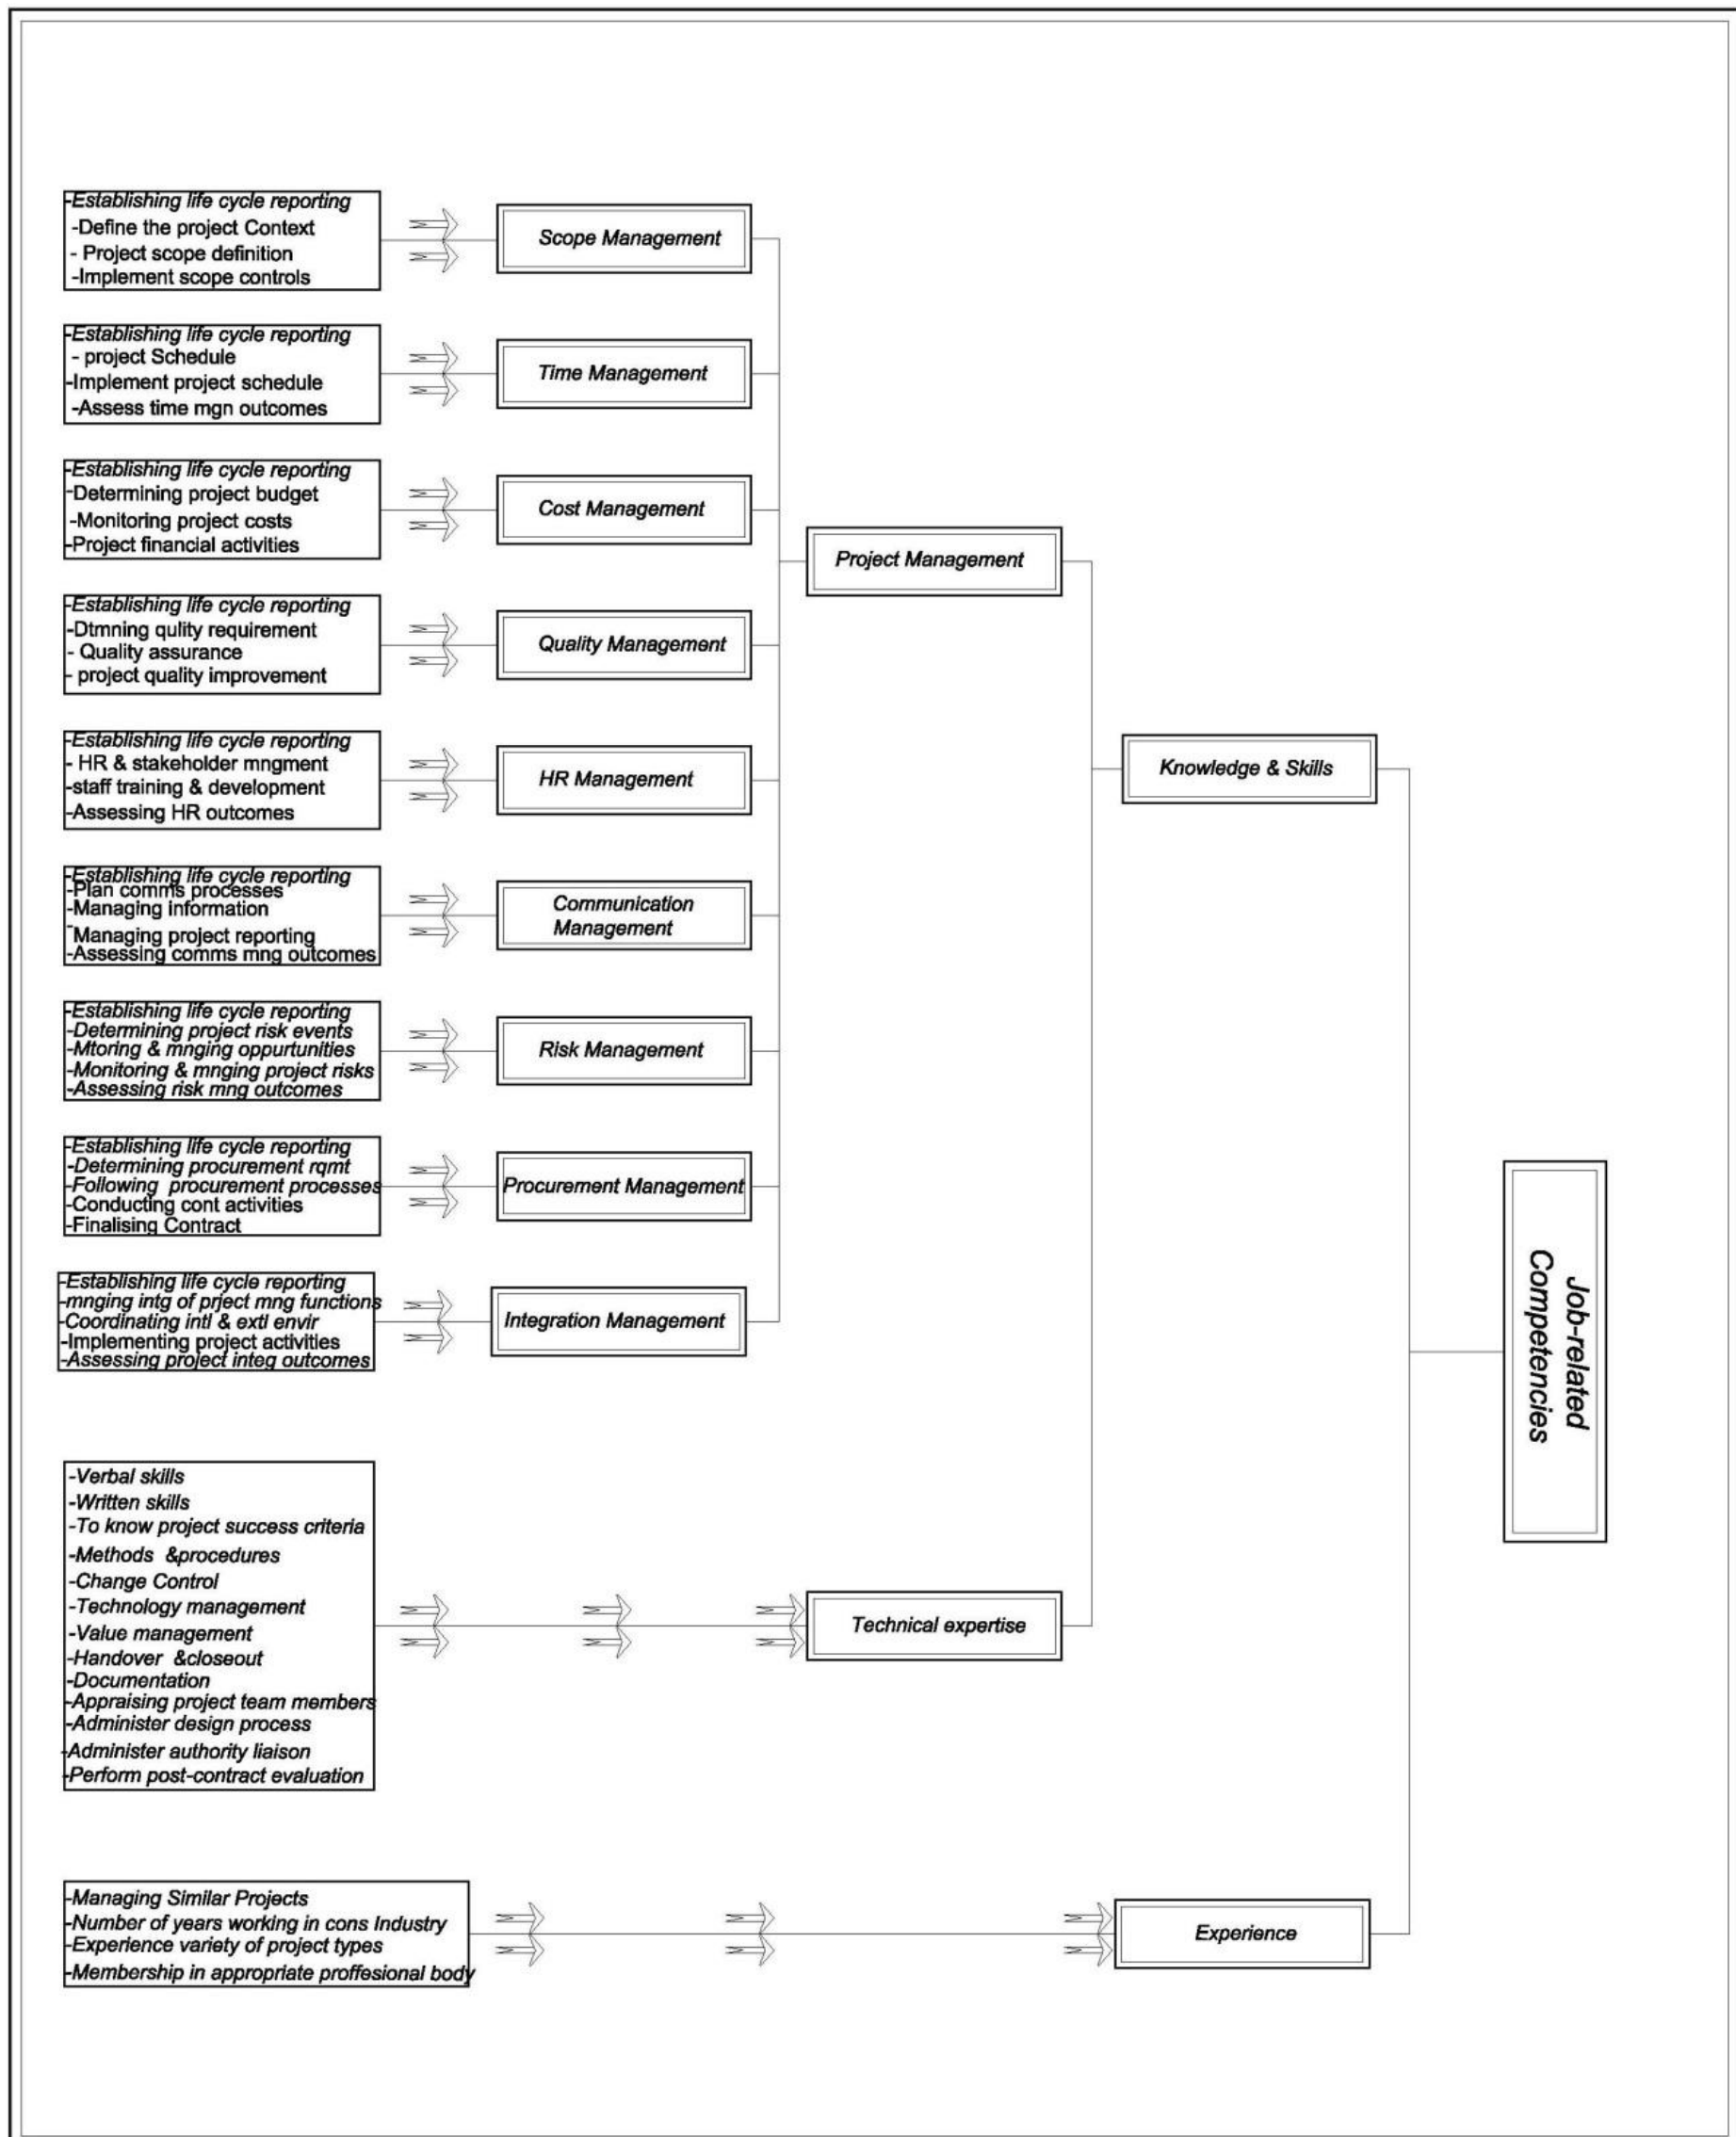 -Establishing life cycle reporting
-Define the project Context
- Project scope definition
-Implement scope controls
Scope Management
-Establishing life cycle reporting
- project Schedule
-Implement project schedule
-Assess time mgn outcomes
Time Management
-Establishing life cycle reporting
-Determining project budget
-Monitoring project costs
-Project financial activities
Cost Management
Project Management
-Establishing life cycle reporting
-Dtmning qulity requirement
- Quality assurance
- project quality improvement
Quality Management
-Establishing life cycle reporting
- HR & stakeholder mngment
-staff training & development
-Assessing HR outcomes
HR Management
Knowledge & Skills
-Establishing life cycle reporting
-Plan comms processes
-Managing information
-Managing project reporting
-Assessing comms mng outcomes
Communication
Management
-Establishing life cycle reporting
-Determining project risk events
-Mtoring & mnging oppurtunities
-Monitoring & mnging project risks
-Assessing risk mng outcomes
Risk Management
-Establishing life cycle reporting
-Determining procurement rqmt
-Following procurement processes
-Conducting cont activities
-Finalising Contract
Procurement Management
-Establishing life cycle reporting
-mnging intg of prject mng functions
-Coordinating intl & extl envir
-Implementing project activities
-Assessing project integ outcomes
Integration Management
Job-related
Competencies
-Verbal skills
-Written skills
-To know project success criteria
-Methods &procedures
-Change Control
-Technology management
-Value management
-Handover &closeout
-Documentation
-Appraising project team members
-Administer design process
-Administer authority liaison
-Perform post-contract evaluation
Technical expertise
-Managing Similar Projects
-Number of years working in cons Industry
-Experience variety of project types
-Membership in appropriate proffesional body
Experience